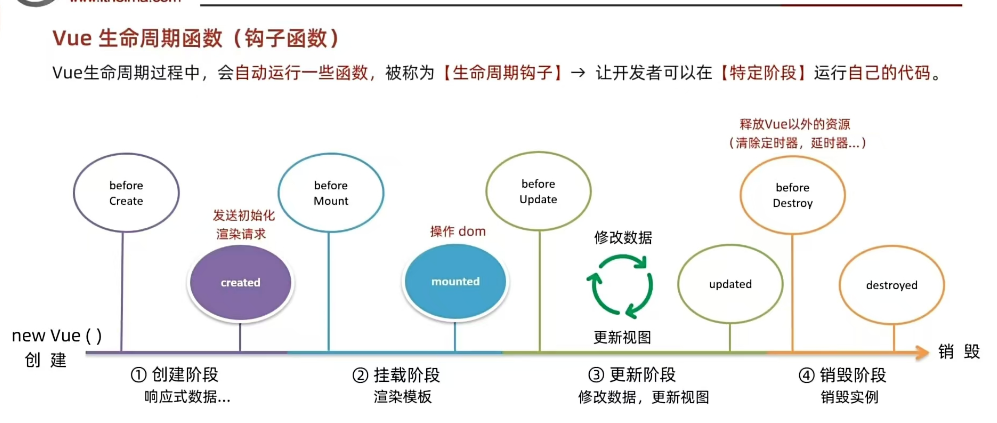 www.itheima.com
Vue 生命周期函数（钩子函数）
Vue生命周期过程中，会自动运行一些函数，被称为【生命周期钩子】→ 让开发者可以在【特定阶段】运行自己的代码。
释放Vue以外的资源
（清除定时器，延时器...）
before
Create
before
Mount
before
Update
before
Destroy
发送初始化
渲染请求
操作 dom
修改数据
created
mounted
updated
destroyed
更新视图
new Vue ( )
创 建
销 毁
① 创建阶段
响应式数据...
② 挂载阶段
渲染模板
③ 更新阶段
修改数据，更新视图
④ 销毁阶段
销毁实例